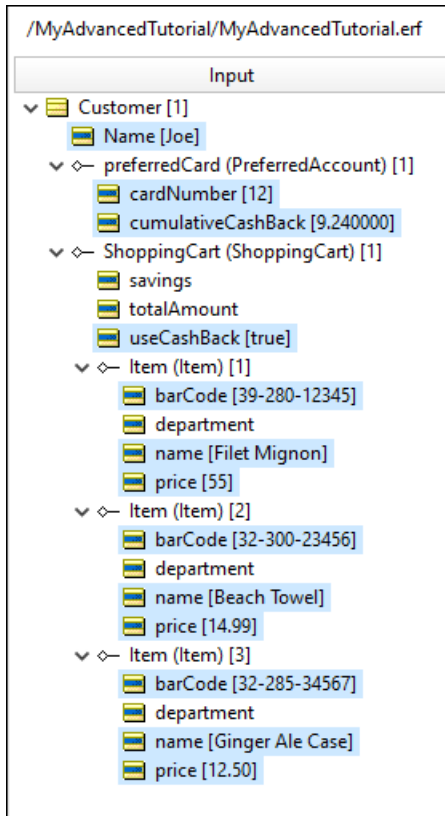 /MyAdvancedTutorial/MyAdvancedTutorial.erf
Input
Customer [1]
Name [Joe]
preferredCard (PreferredAccount) [1]
cardNumber [12]
cumulativeCashBack [9.240000]
ShoppingCart (ShoppingCart) [1]
savings
totalAmount
useCashBack [true]
Item (Item) [1]
barCode [39-280-12345]
department
name [Filet Mignon]
price [55]
Item (Item) [2]
barCode [32-300-23456]
department
name [Beach Towel]
price [14.99]
Item (Item) [3]
barCode [32-285-34567]
department
name [Ginger Ale Case]
price [12.50]